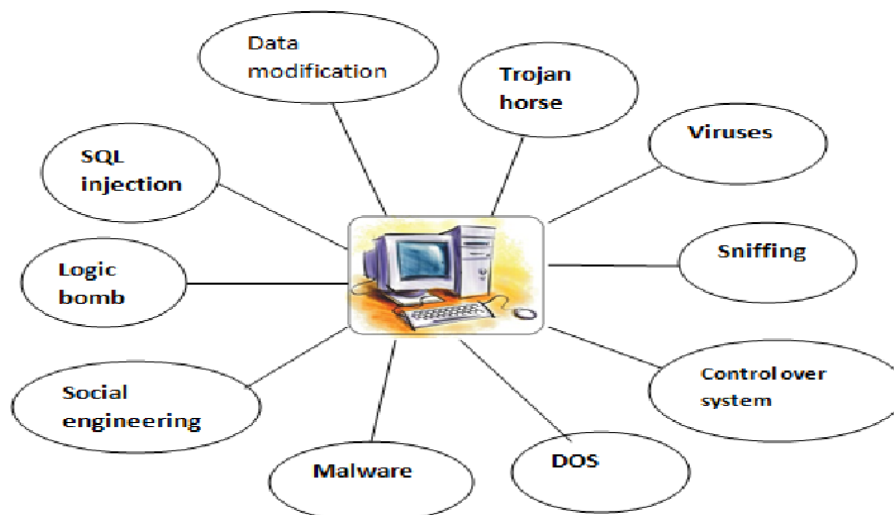 Data
modification
Trojan
horse
Viruses
SQL
injection
Sniffing
Logic
bomb
Control over
system
Social
engineering
DOS
Malware